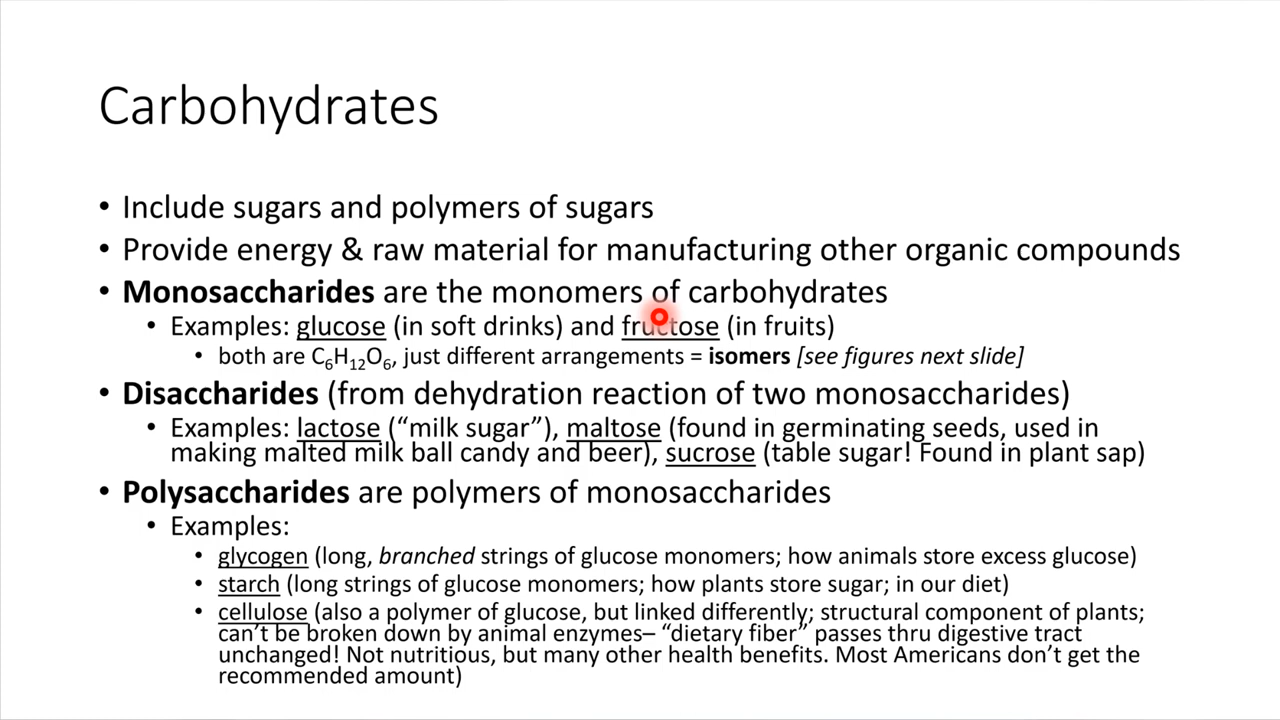 Carbohydrates
• Include sugars and polymers of sugars
• Provide energy & raw material for manufacturing other organic compounds
• Monosaccharides are the monomers of carbohydrates
• Examples: glucose (in soft drinks) and fructose (in fruits)
• both are C₆H₁₂O₆, just different arrangements = isomers [see figures next slide]
• Disaccharides (from dehydration reaction of two monosaccharides)
• Examples: lactose (“milk sugar”), maltose (found in germinating seeds, used in
making malted milk ball candy and beer), sucrose (table sugar! Found in plant sap)
• Polysaccharides are polymers of monosaccharides
• Examples:
• glycogen (long, branched strings of glucose monomers; how animals store excess glucose)
• starch (long strings of glucose monomers; how plants store sugar; in our diet)
• cellulose (also a polymer of glucose, but linked differently; structural component of plants;
can’t be broken down by animal enzymes– “dietary fiber” passes thru digestive tract
unchanged! Not nutritious, but many other health benefits. Most Americans don’t get the
recommended amount)